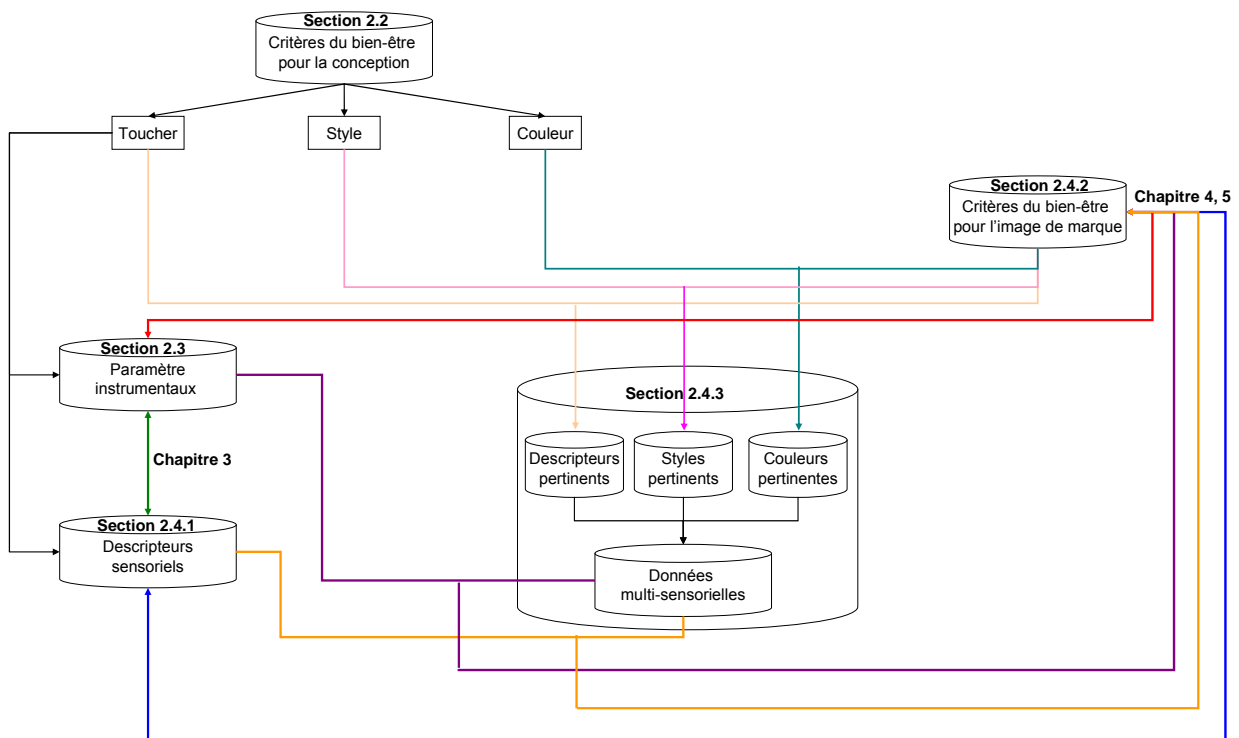 Section 2.2
Critères du bien-être
pour la conception
Toucher
Style
Couleur
Section 2.4.2
Critères du bien-être
pour l'image de marque
Chapitre 4, 5
Section 2.3
Paramètre
instrumentaux
Section 2.4.3
Descripteurs
pertinents
Styles
pertinents
Couleurs
pertinentes
Chapitre 3
Section 2.4.1
Descripteurs
sensoriels
Données
multi-sensorielles